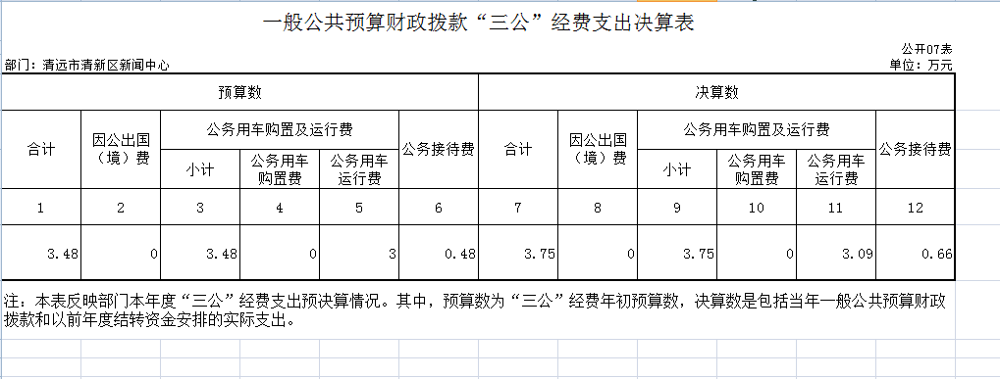 一般公共预算财政拨款“三公”经费支出决算表
公开07表
部门：清远市清新区新闻中心 单位：万元
预算数 决算数
合计 因公出国（境）费 公务用车购置及运行费 公务接待费 合计 因公出国（境）费 公务用车购置及运行费 公务接待费
小计 公务用车购置费 公务用车运行费 小计 公务用车购置费 公务用车运行费
1 2 3 4 5 6 7 8 9 10 11 12
3.48 0 3.48 0 3 0.48 3.75 0 3.75 0 3.09 0.66
注：本表反映部门本年度“三公”经费支出预决算情况。其中，预算数为“三公”经费年初预算数，决算数是包括当年一般公共预算财政
拨款和以前年度结转资金安排的实际支出。